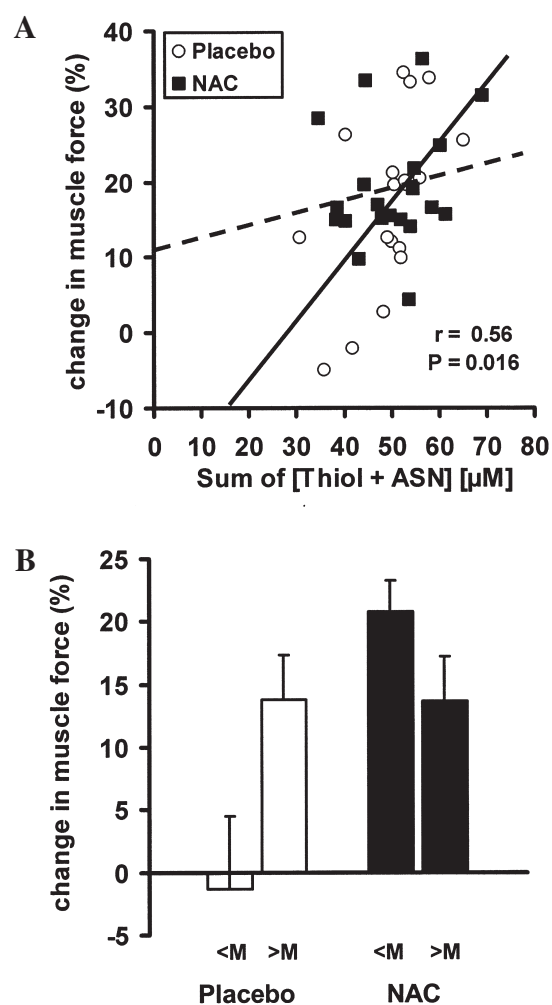 A
change in muscle force (%)
40
30
20
10
0
-10
Placebo
NAC
r = 0.56
P = 0.016
0 10 20 30 40 50 60 70 80
Sum of [Thiol + ASN] [µM]
B
change in muscle force (%)
25
20
15
10
5
0
-5
<M >M <M >M
Placebo NAC